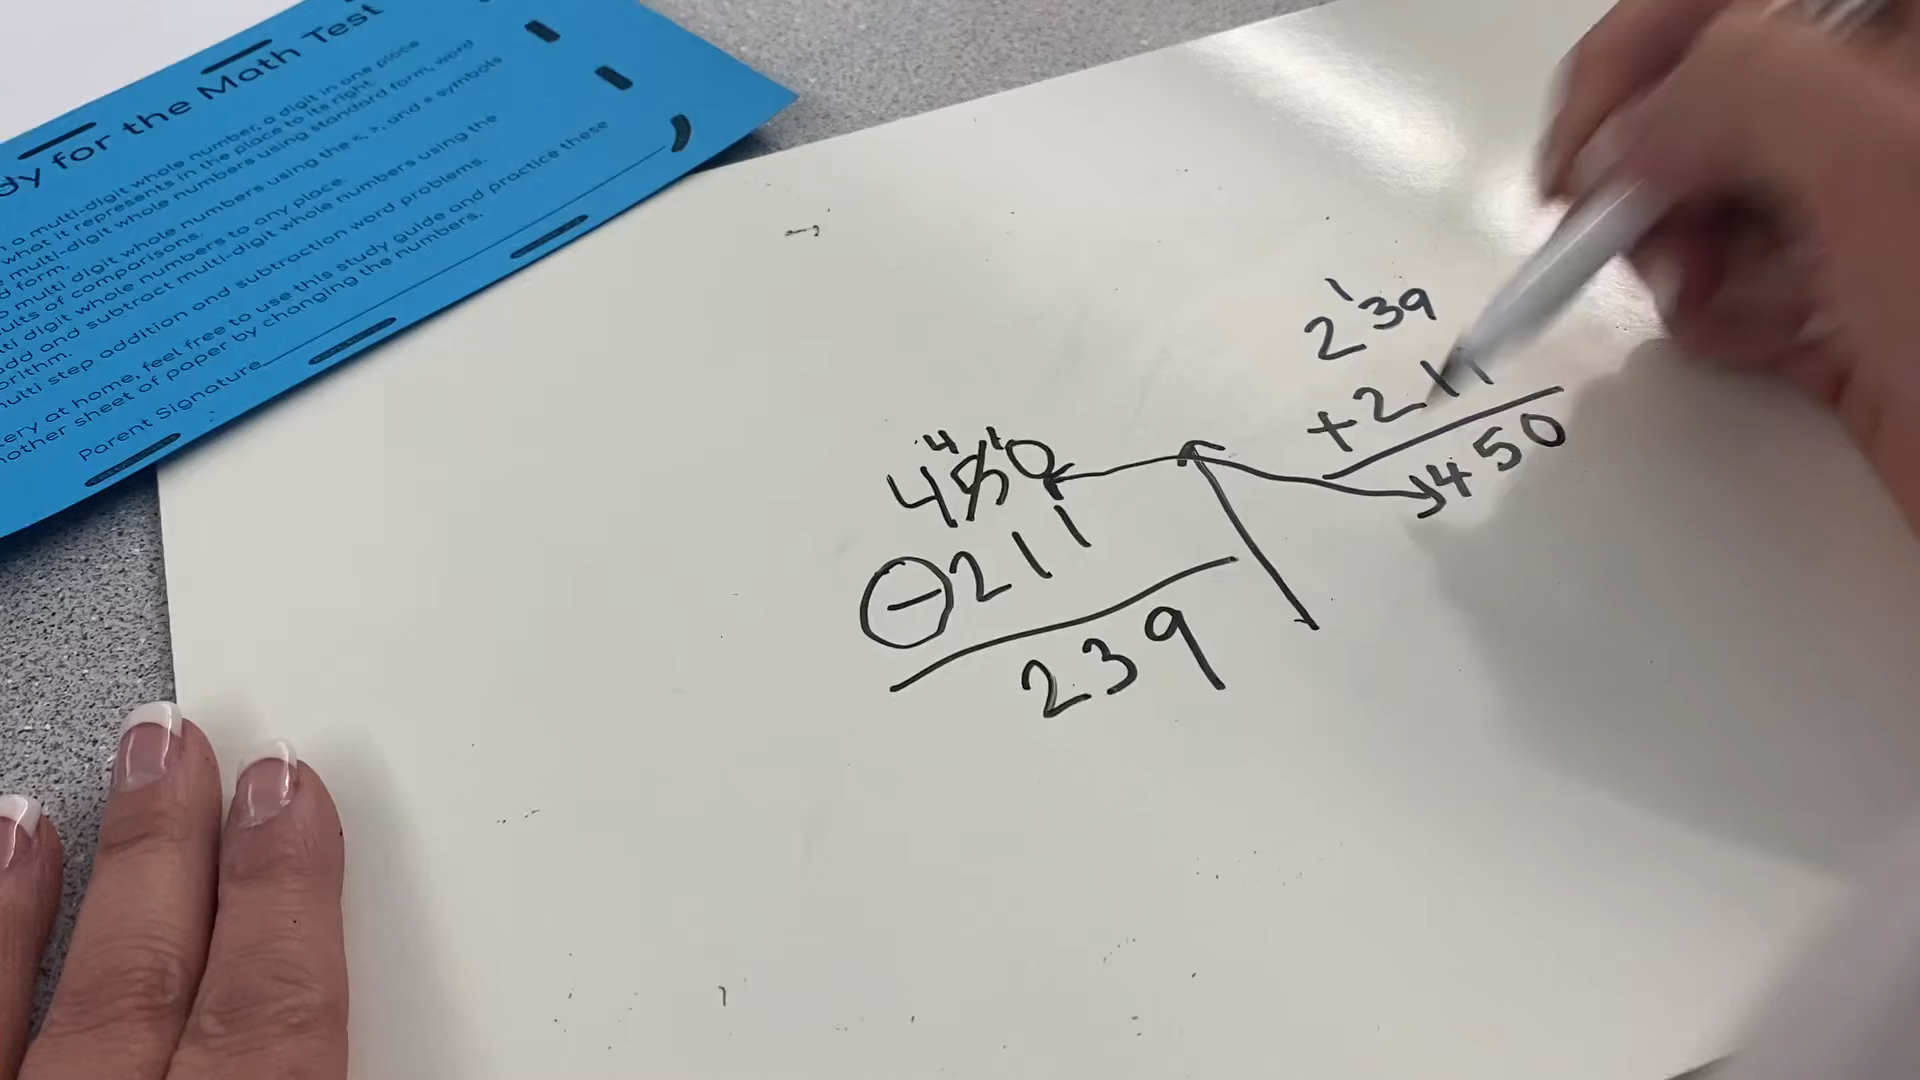 dy for the Math Test
a multi-digit whole number, a digit in one place
what it represents in the place to its right.
multi-digit whole numbers using standard form, word
d form.
multi digit whole numbers using the <, >, and = symbols
sults of comparisons.
ti digit whole numbers to any place.
add and subtract multi-digit whole numbers using the
orithm.
multi step addition and subtraction word problems.
ery at home, feel free to use this study guide and practice these
nother sheet of paper by changing the numbers.
Parent Signature
1
239
+211
450
4 1
450
-211
239